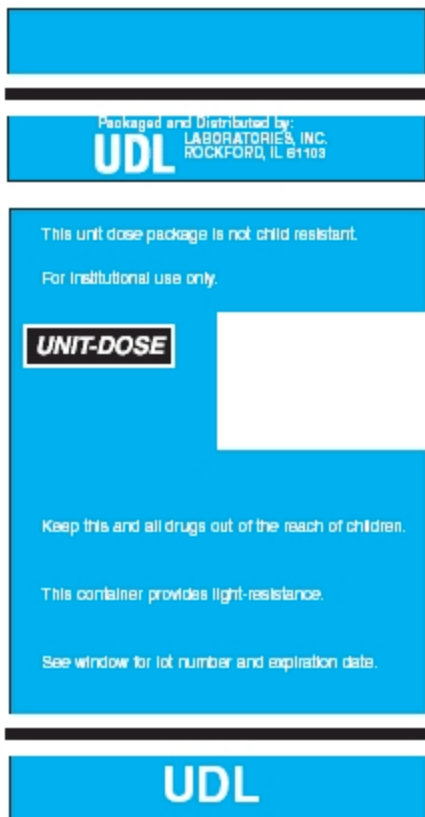 Packaged and Distributed by:
UDL LABORATORIES, INC.
ROCKFORD, IL 61103
This unit dose package is not child resistant.
For institutional use only.
UNIT-DOSE
Keep this and all drugs out of the reach of children.
This container provides light-resistance.
See window for lot number and expiration date.
UDL